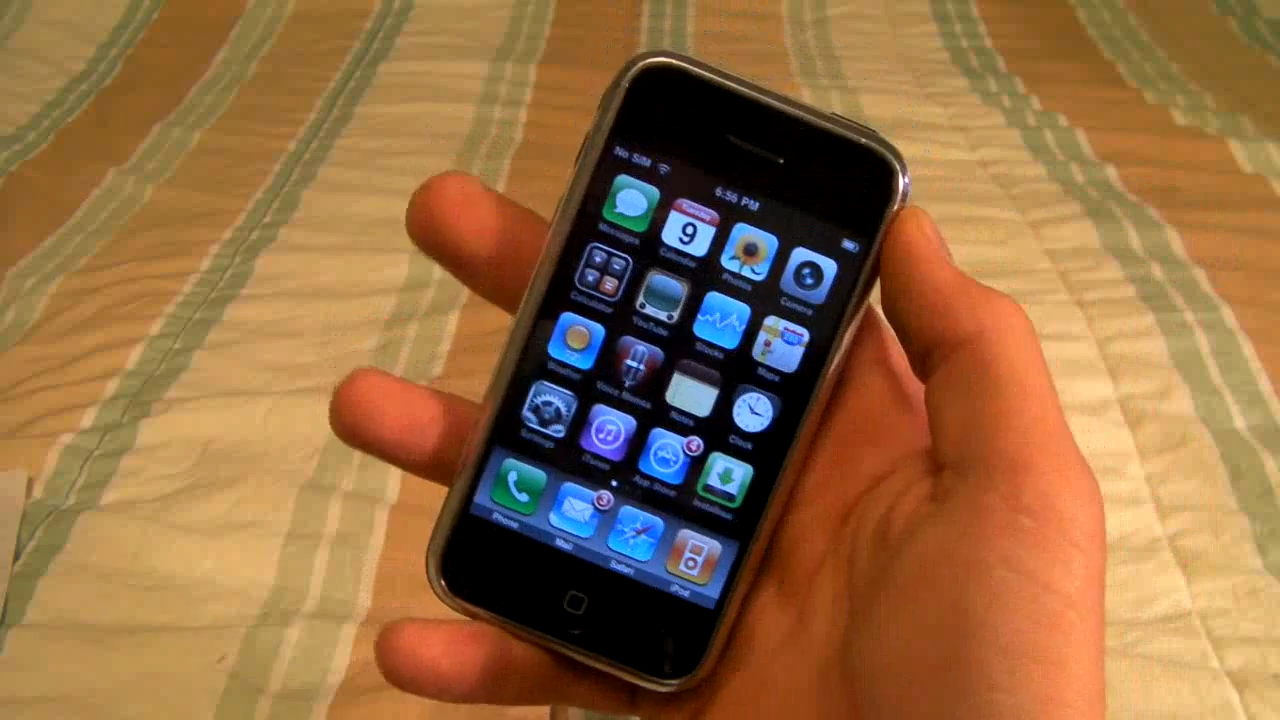 No SIM
6:56 PM
Messages
Tuesday
9
Calendar
Photos
Camera
Calculator
YouTube
Stocks
Maps
Weather
Voice Memos
Notes
Clock
Settings
iTunes
4
App Store
Installous
Phone
3
Mail
Safari
iPod